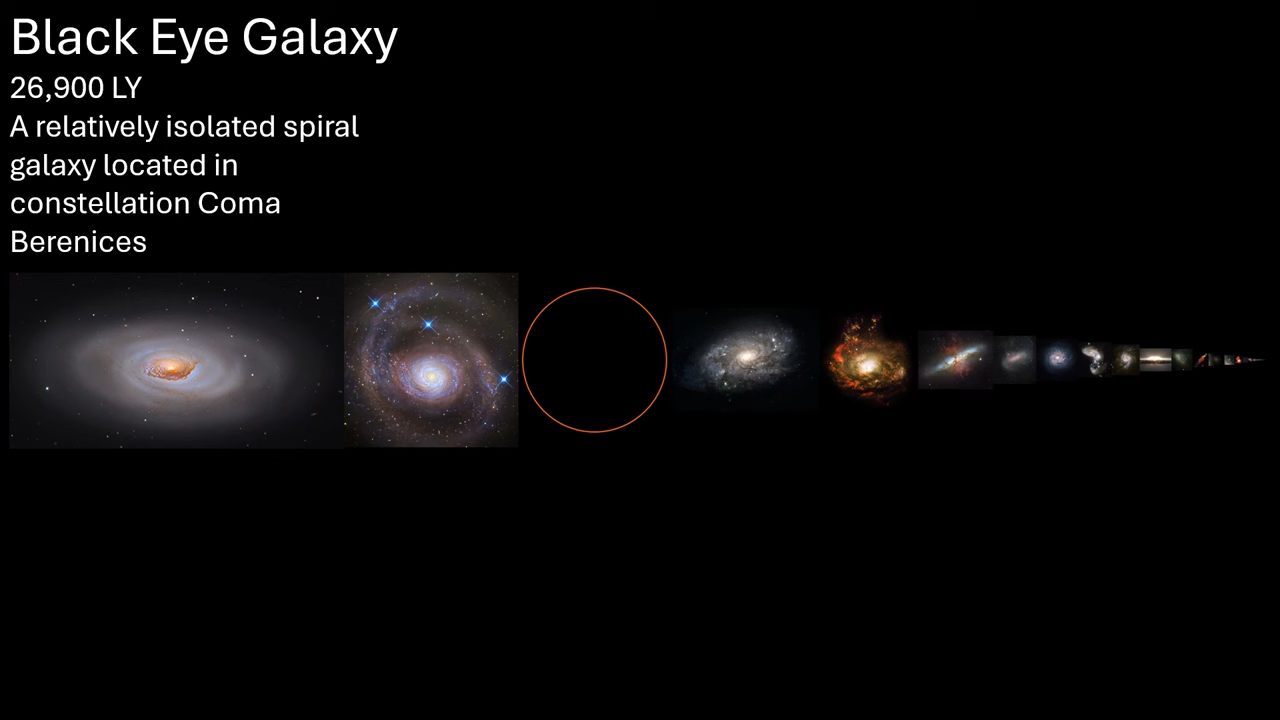 Black Eye Galaxy
26,900 LY
A relatively isolated spiral
galaxy located in
constellation Coma
Berenices